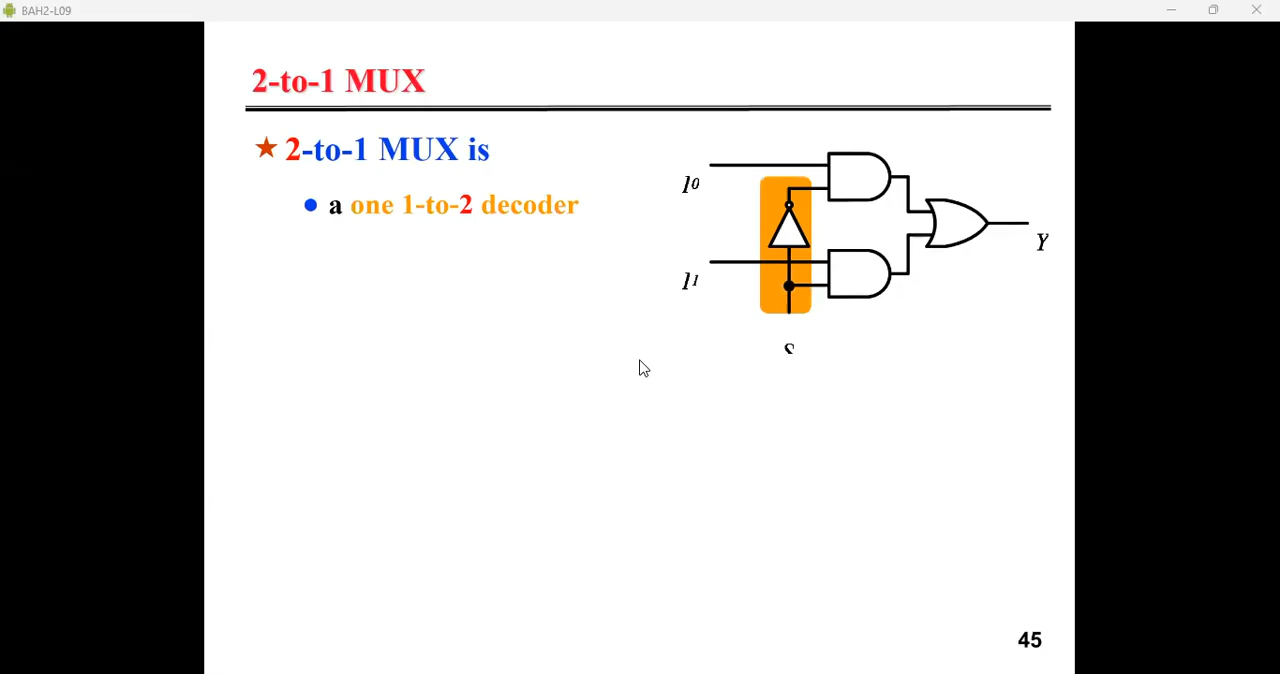 BAH2-L09
2-to-1 MUX
★ 2-to-1 MUX is
● a one 1-to-2 decoder
I0
I1
Y
S
45